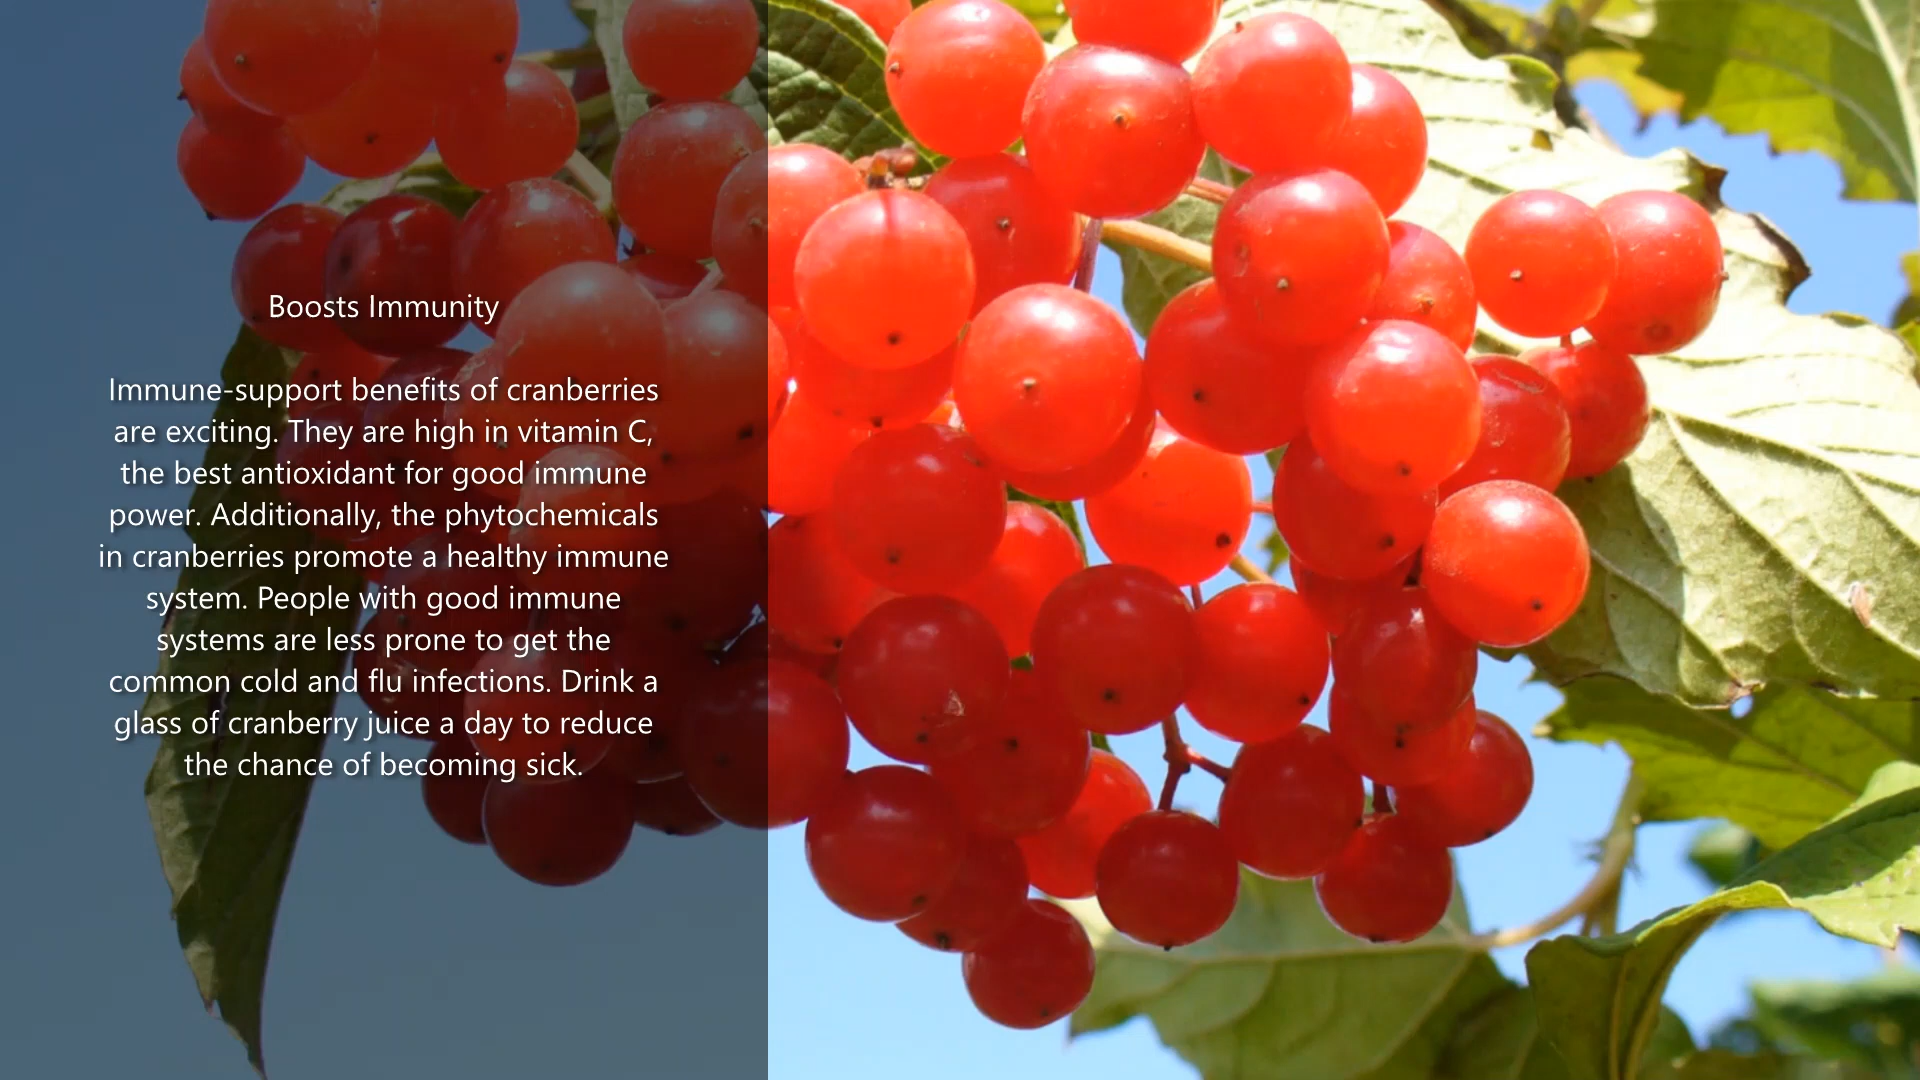 Boosts Immunity
Immune-support benefits of cranberries
are exciting. They are high in vitamin C,
the best antioxidant for good immune
power. Additionally, the phytochemicals
in cranberries promote a healthy immune
system. People with good immune
systems are less prone to get the
common cold and flu infections. Drink a
glass of cranberry juice a day to reduce
the chance of becoming sick.